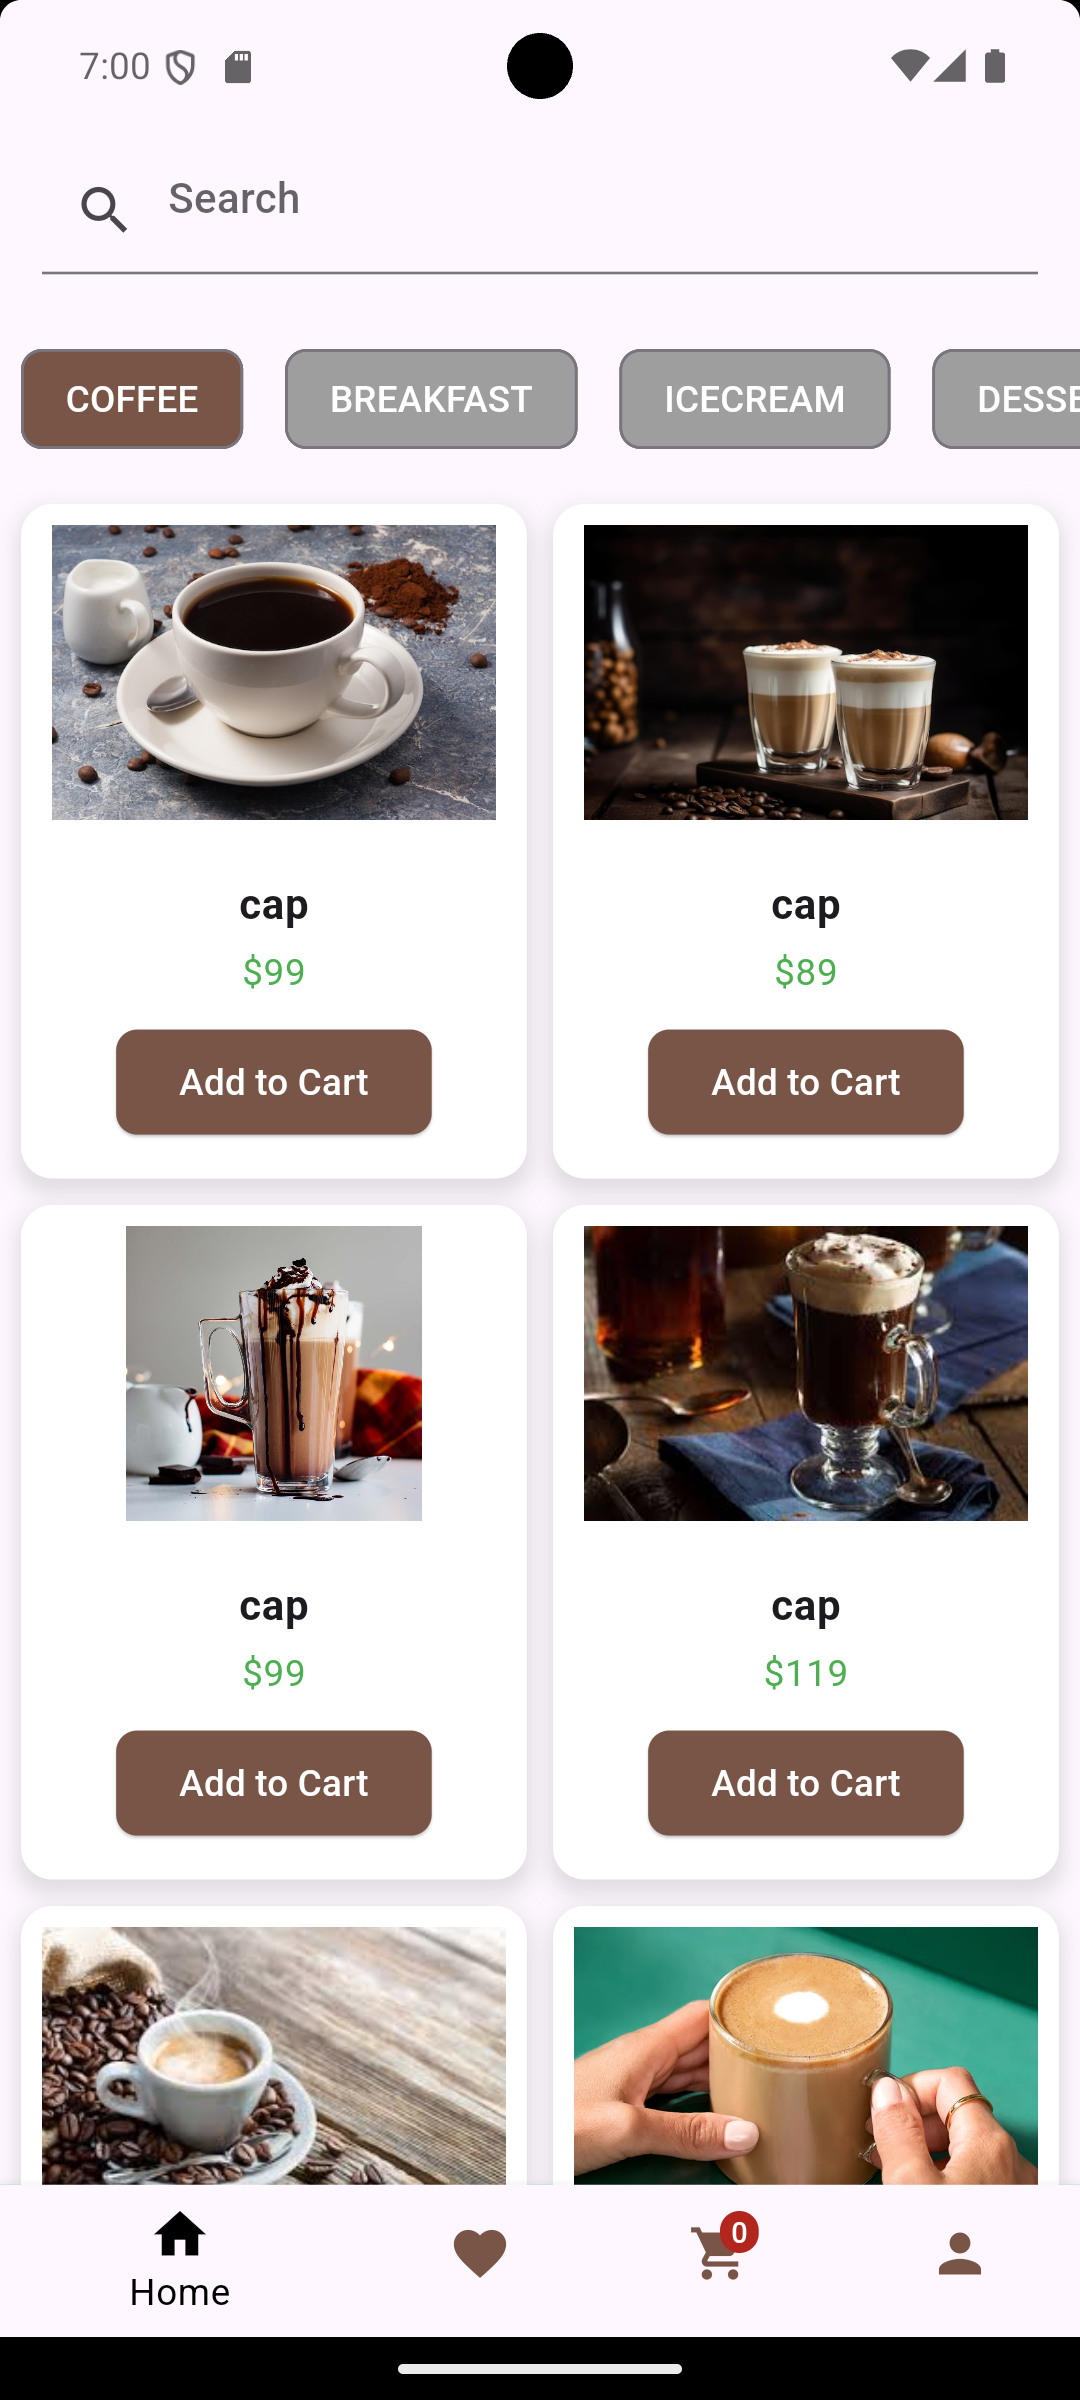 7:00
Search
COFFEE BREAKFAST ICECREAM DESSE
cap cap
$99 $89
Add to Cart Add to Cart
cap cap
$99 $119
Add to Cart Add to Cart
0
Home